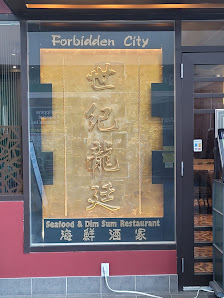 Forbidden City
世
紀
龍
廷
Seafood & Dim Sum Restaurant
海鮮酒家